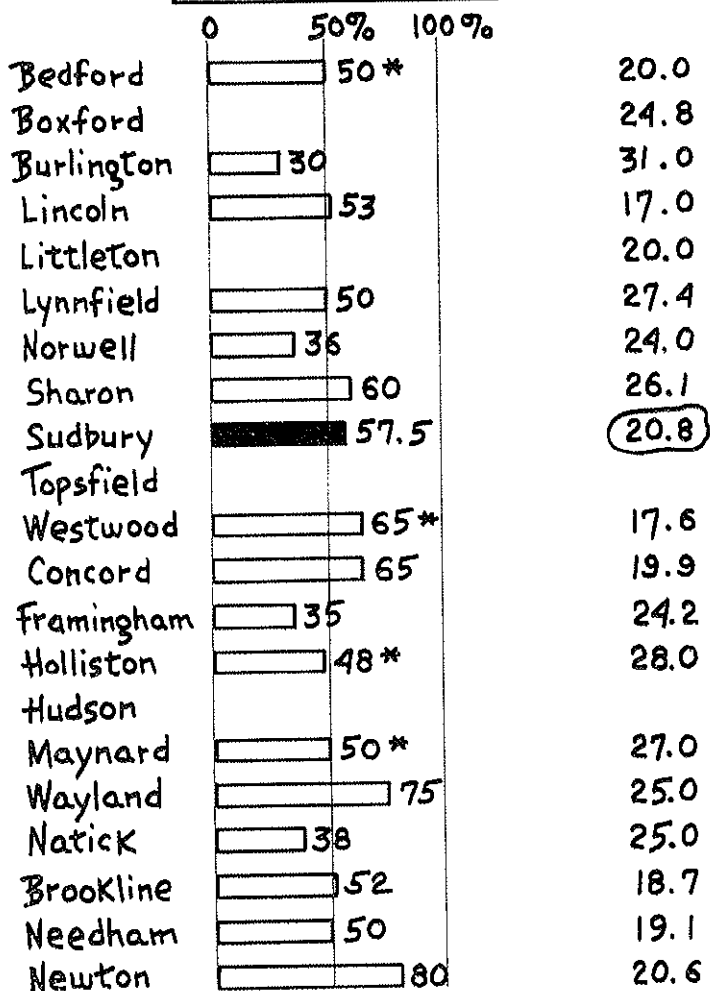 0 50% 100%
Bedford 50* 20.0
Boxford 24.8
Burlington 30 31.0
Lincoln 53 17.0
Littleton 20.0
Lynnfield 50 27.4
Norwell 36 24.0
Sharon 60 26.1
Sudbury 57.5 20.8
Topsfield
Westwood 65* 17.6
Concord 65 19.9
Framingham 35 24.2
Holliston 48* 28.0
Hudson
Maynard 50* 27.0
Wayland 75 25.0
Natick 38 25.0
Brookline 52 18.7
Needham 50 19.1
Newton 80 20.6